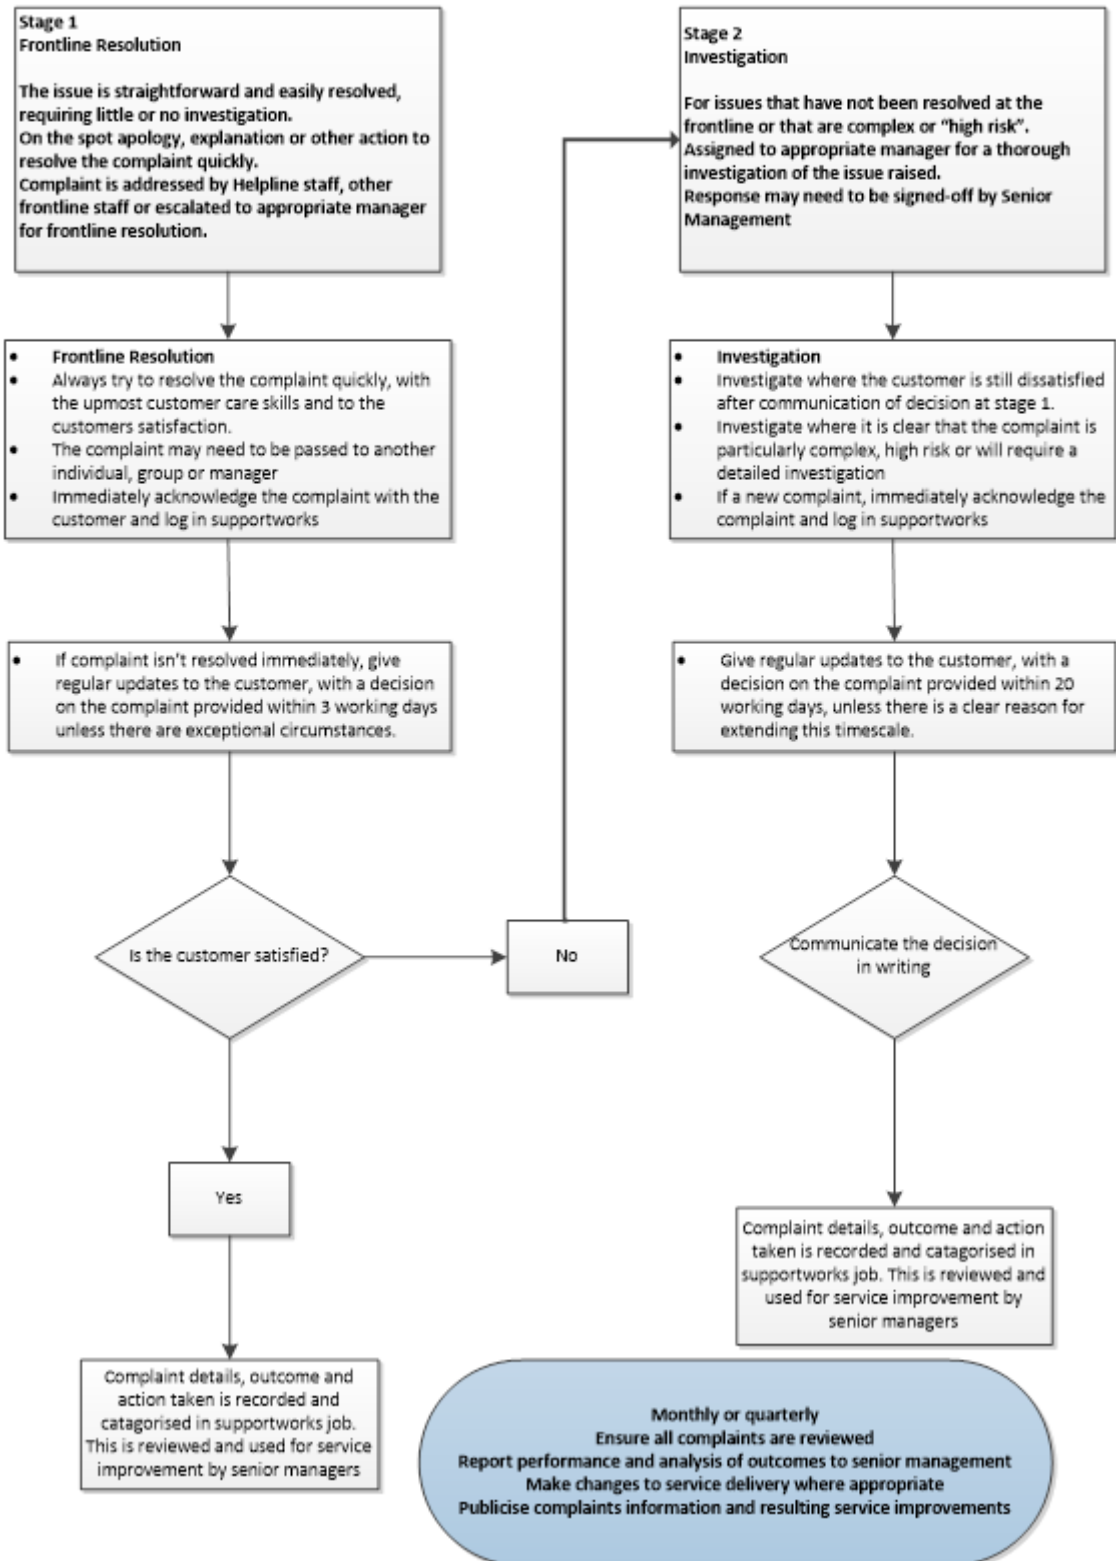 Stage 1
Frontline Resolution
The issue is straightforward and easily resolved,
requiring little or no investigation.
On the spot apology, explanation or other action to
resolve the complaint quickly.
Complaint is addressed by Helpline staff, other
frontline staff or escalated to appropriate manager
for frontline resolution.
• Frontline Resolution
• Always try to resolve the complaint quickly, with
the upmost customer care skills and to the
customers satisfaction.
• The complaint may need to be passed to another
individual, group or manager
• Immediately acknowledge the complaint with the
customer and log in supportworks
• If complaint isn't resolved immediately, give
regular updates to the customer, with a decision
on the complaint provided within 3 working days
unless there are exceptional circumstances.
Is the customer satisfied?
No
Yes
Complaint details, outcome and
action taken is recorded and
catagorised in supportworks job.
This is reviewed and used for service
improvement by senior managers
Stage 2
Investigation
For issues that have not been resolved at the
frontline or that are complex or “high risk”.
Assigned to appropriate manager for a thorough
investigation of the issue raised.
Response may need to be signed-off by Senior
Management
• Investigation
• Investigate where the customer is still dissatisfied
after communication of decision at stage 1.
• Investigate where it is clear that the complaint is
particularly complex, high risk or will require a
detailed investigation
• If a new complaint, immediately acknowledge the
complaint and log in supportworks
• Give regular updates to the customer, with a
decision on the complaint provided within 20
working days, unless there is a clear reason for
extending this timescale.
Communicate the decision
in writing
Complaint details, outcome and action
taken is recorded and catagorised in
supportworks job. This is reviewed and
used for service improvement by
senior managers
Monthly or quarterly
Ensure all complaints are reviewed
Report performance and analysis of outcomes to senior management
Make changes to service delivery where appropriate
Publicise complaints information and resulting service improvements